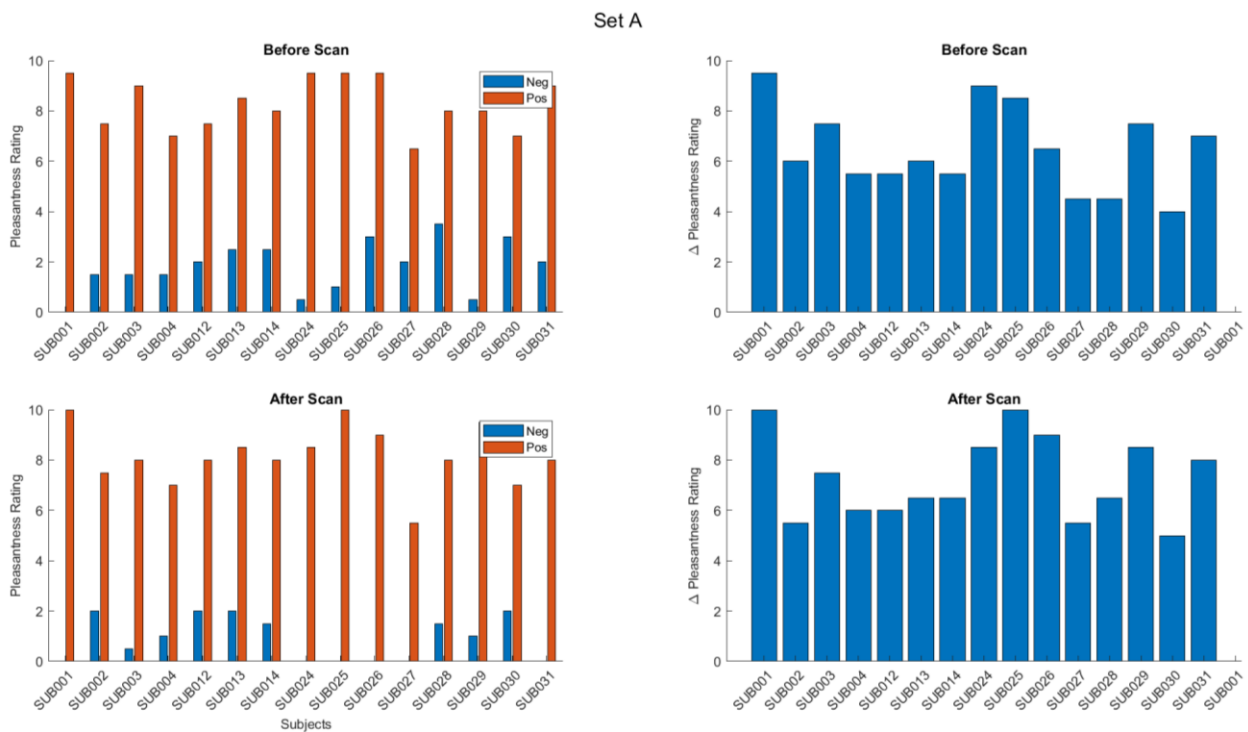 Set A
Before Scan
Pleasantness Rating
10
8
6
4
2
0
Neg
Pos
SUB001 SUB002 SUB003 SUB004 SUB012 SUB013 SUB014 SUB024 SUB025 SUB026 SUB027 SUB028 SUB029 SUB030 SUB031
Before Scan
Δ Pleasantness Rating
10
8
6
4
2
0
SUB001 SUB002 SUB003 SUB004 SUB012 SUB013 SUB014 SUB024 SUB025 SUB026 SUB027 SUB028 SUB029 SUB030 SUB031 SUB001
After Scan
Pleasantness Rating
10
8
6
4
2
0
Neg
Pos
SUB001 SUB002 SUB003 SUB004 SUB012 SUB013 SUB014 SUB024 SUB025 SUB026 SUB027 SUB028 SUB029 SUB030 SUB031
Subjects
After Scan
Δ Pleasantness Rating
10
8
6
4
2
0
SUB001 SUB002 SUB003 SUB004 SUB012 SUB013 SUB014 SUB024 SUB025 SUB026 SUB027 SUB028 SUB029 SUB030 SUB031 SUB001